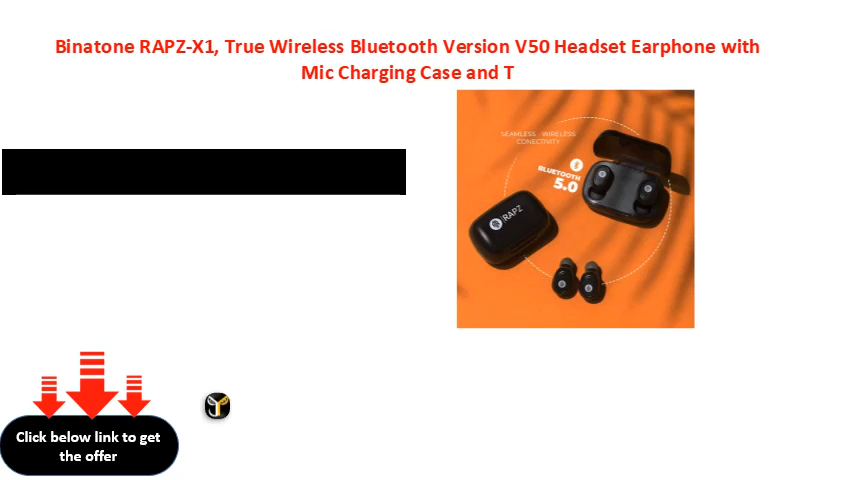 Binatone RAPZ-X1, True Wireless Bluetooth Version V50 Headset Earphone with
Mic Charging Case and T
SEAMLESS WIRELESS
CONECTIVITY
BLUETOOTH
5.0
RAPZ
Click below link to get
the offer